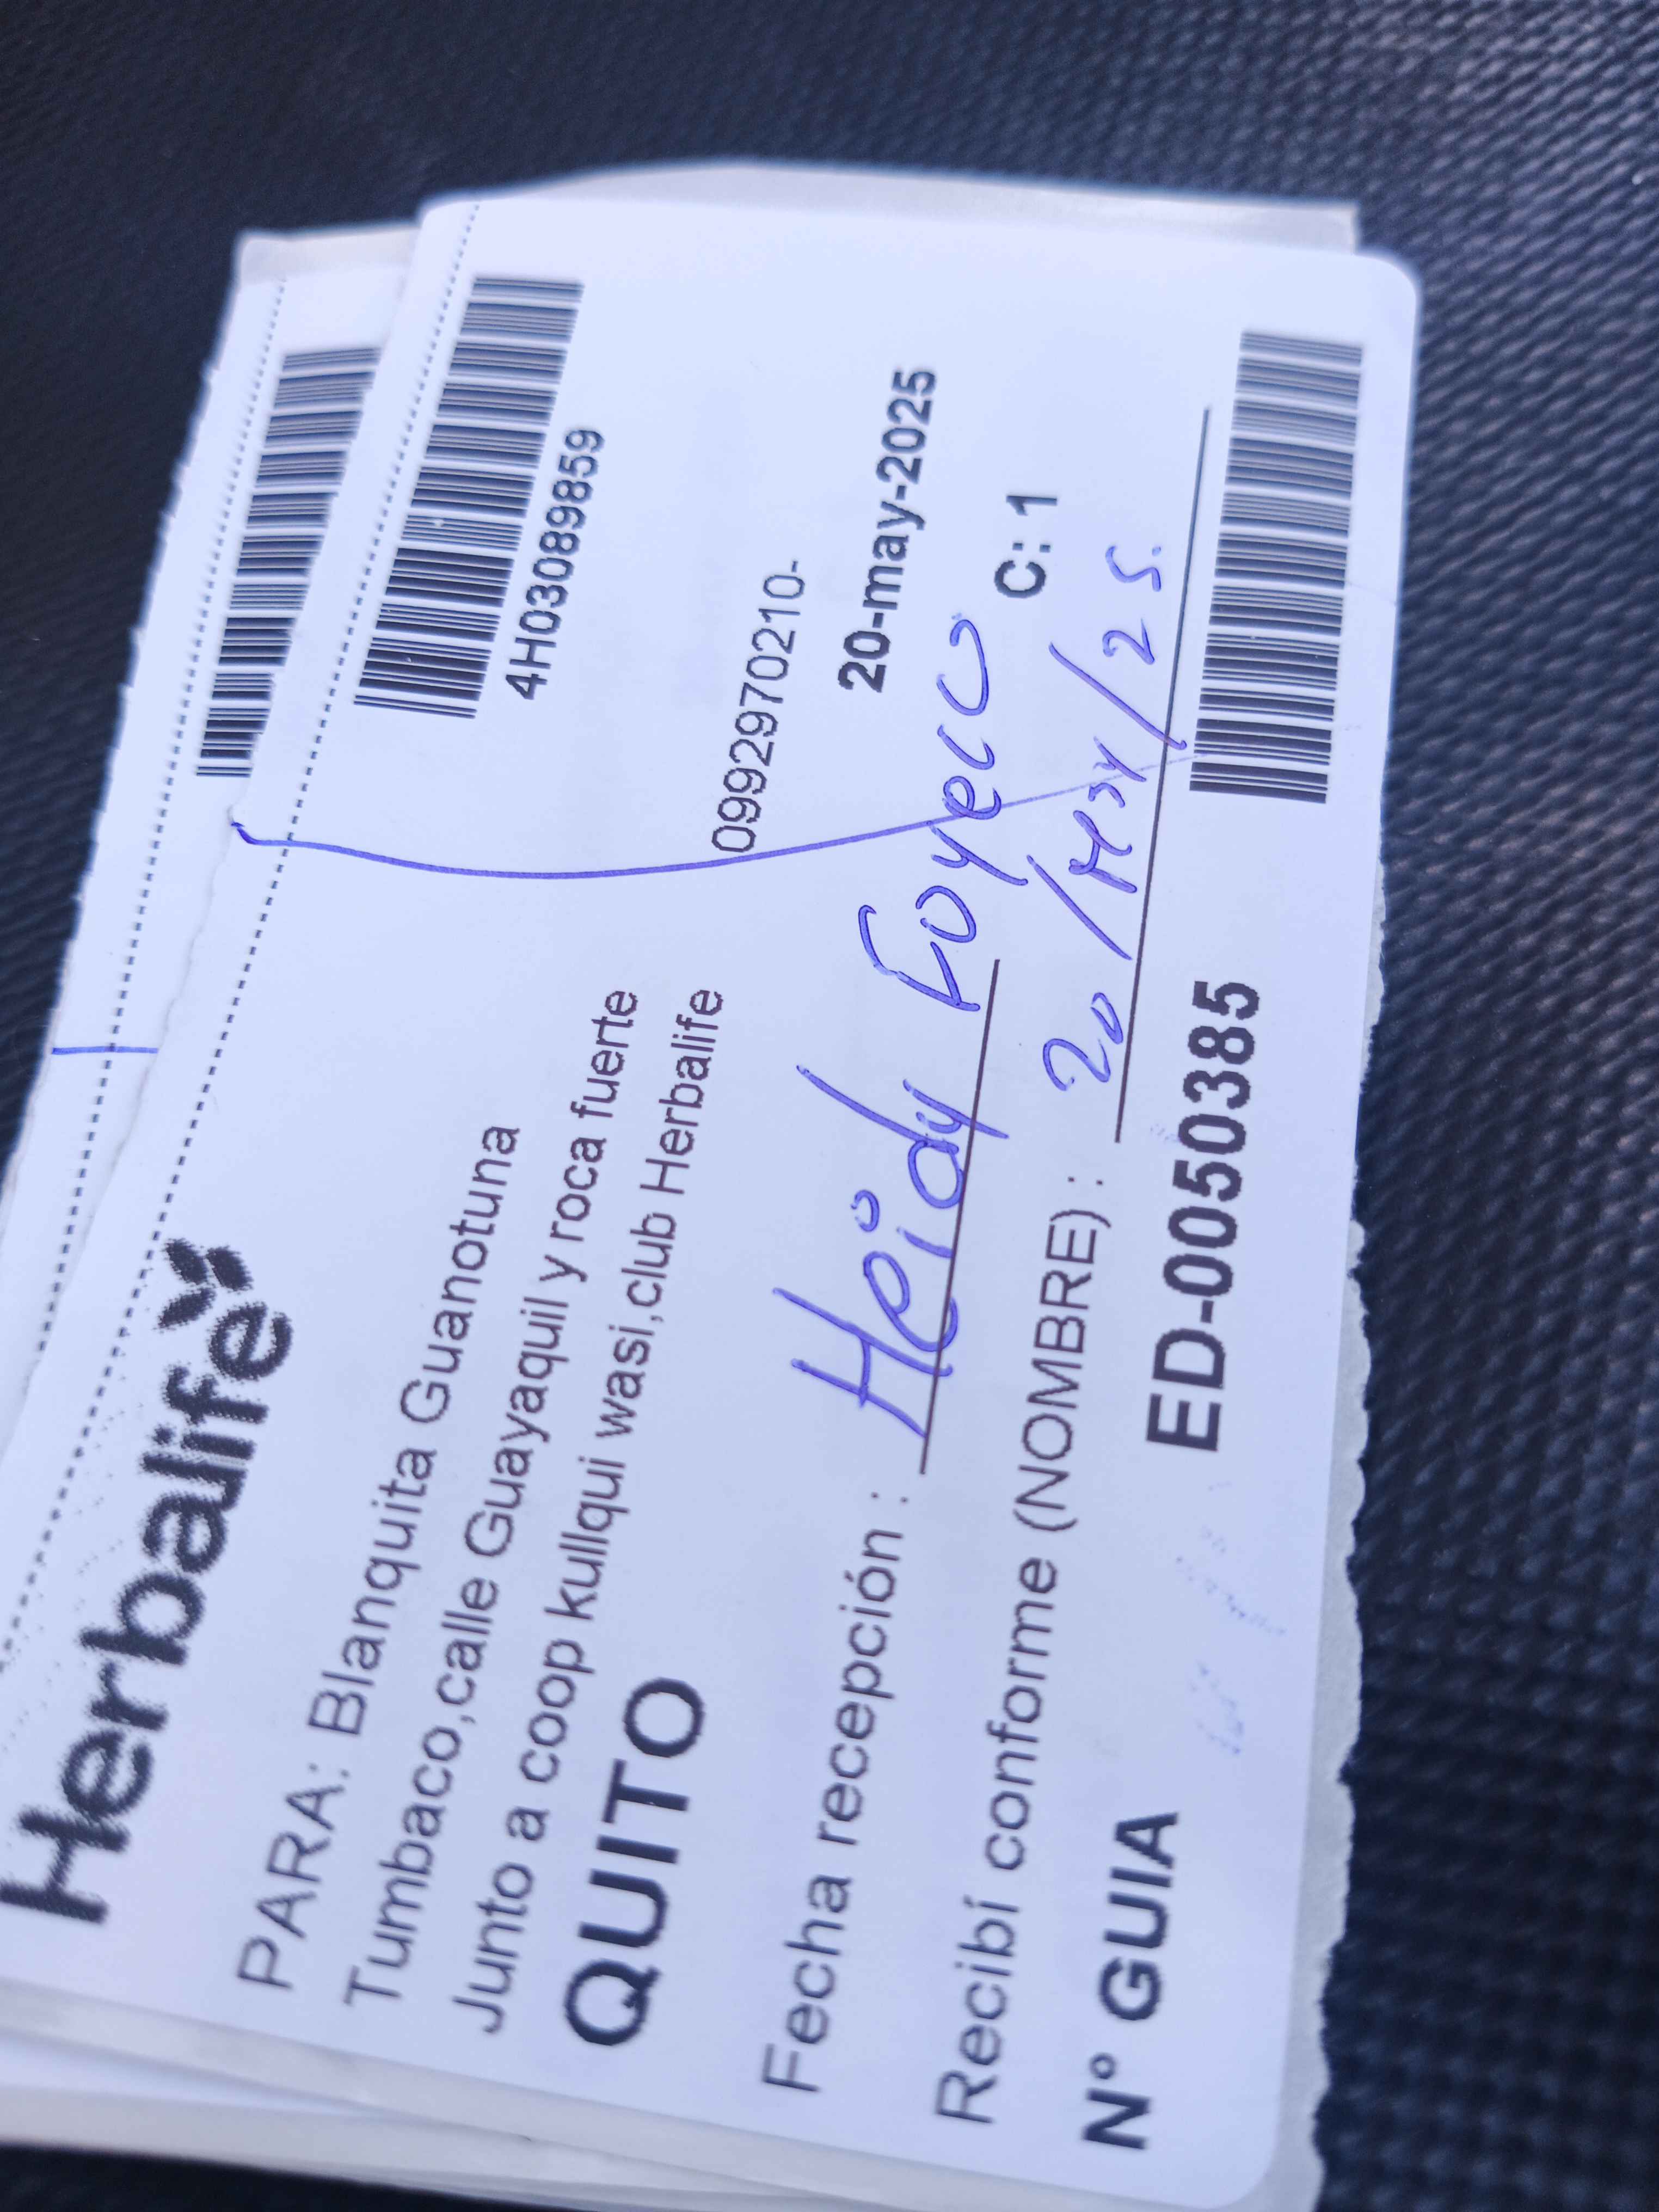 Herbalife
4H03089859
PARA: Blanquita Guanotuna
Tumbaco,calle Guayaquil y roca fuerte
Junto a coop kullqui wasi,club Herbalife
0992970210-
QUITO
20-may-2025
Fecha recepción : Heidy
C: 1
Recibí conforme (NOMBRE) : 20/May/25.
N° GUIA ED-0050385